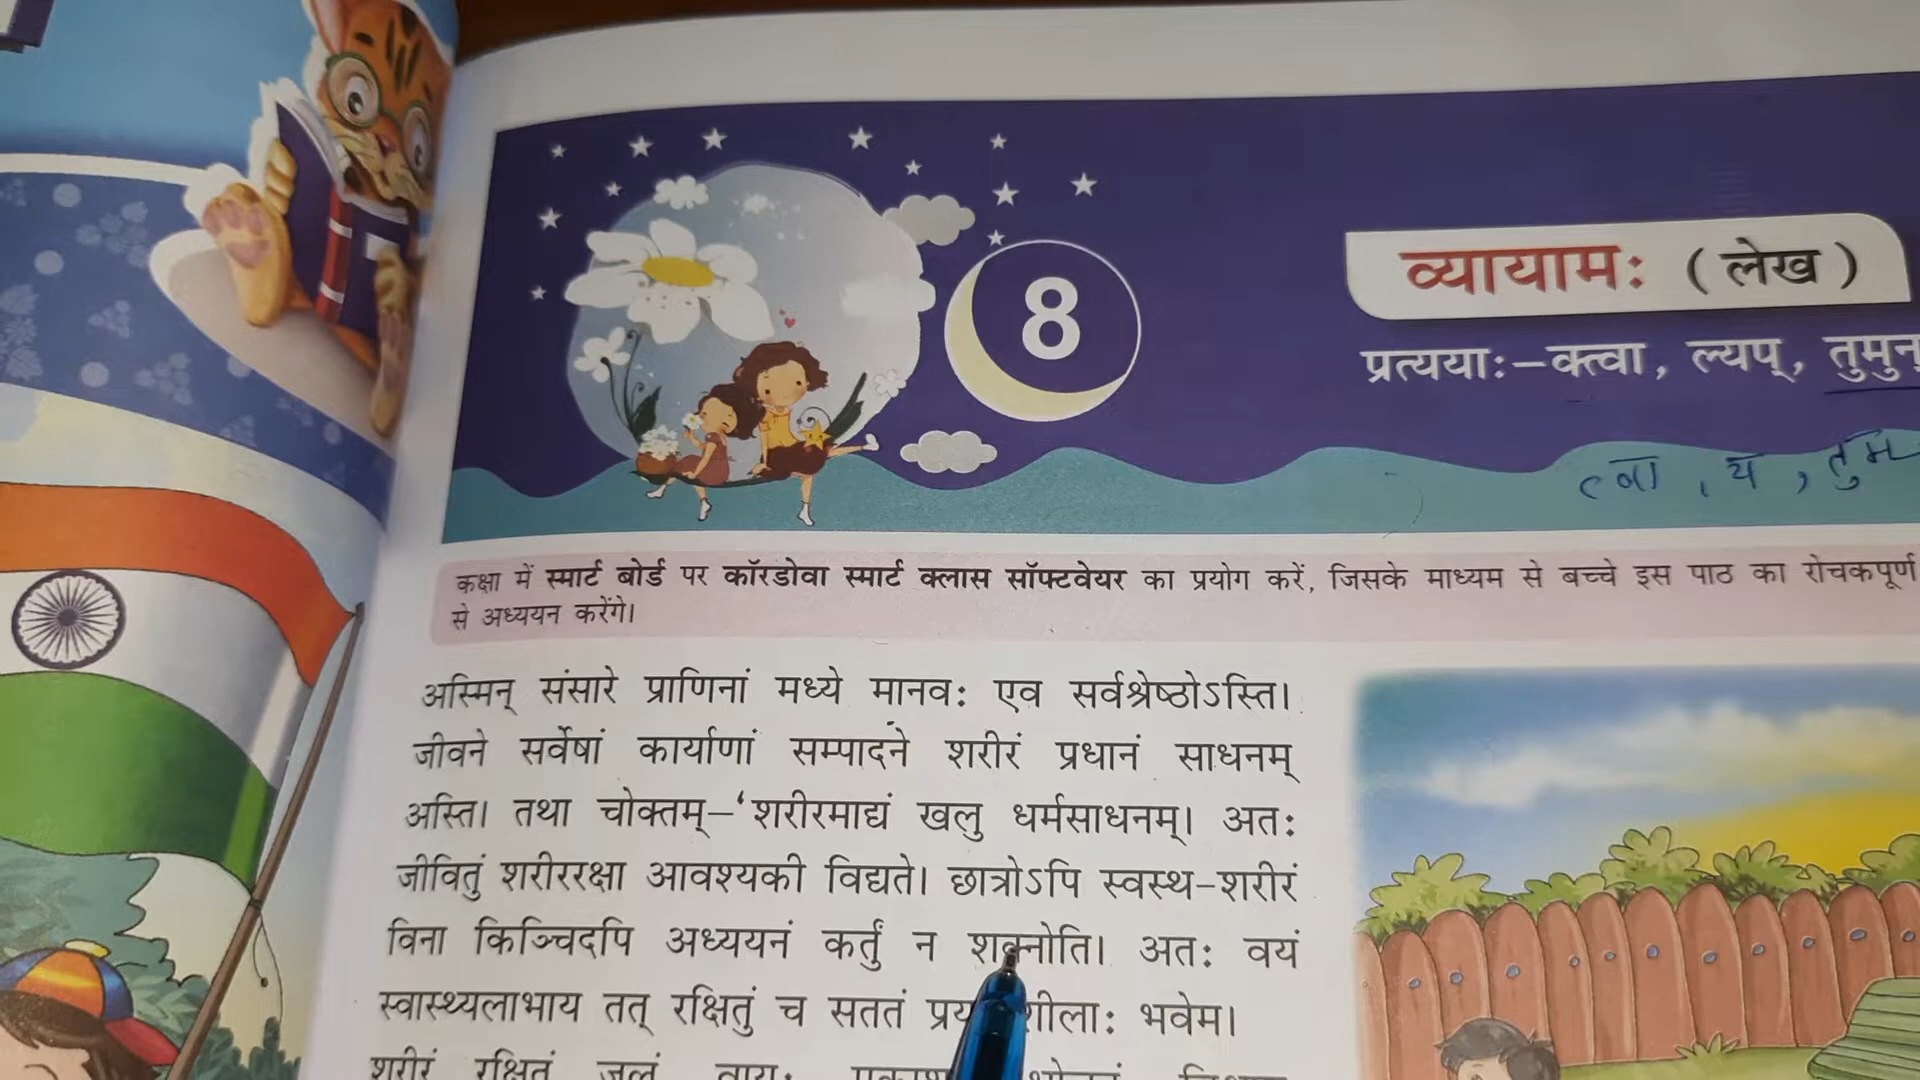 8
व्यायामः (लेख)
प्रत्ययाः–क्त्वा, ल्यप्, तुमुन्
त्वा, य, तुम
कक्षा में स्मार्ट बोर्ड पर कॉरडोवा स्मार्ट क्लास सॉफ्टवेयर का प्रयोग करें, जिसके माध्यम से बच्चे इस पाठ का रोचकपूर्ण
से अध्ययन करेंगे।
अस्मिन् संसारे प्राणिनां मध्ये मानवः एव सर्वश्रेष्ठोऽस्ति।
जीवने सर्वेषां कार्याणां सम्पादने शरीरं प्रधानं साधनम्
अस्ति। तथा चोक्तम्–‘शरीरमाद्यं खलु धर्मसाधनम्। अतः
जीवितुं शरीररक्षा आवश्यकी विद्यते। छात्रोऽपि स्वस्थ-शरीरं
विना किञ्चिदपि अध्ययनं कर्तुं न शक्नोति। अतः वयं
स्वास्थ्यलाभाय तत् रक्षितुं च सततं शीलाः भवेम।
शरीरं रक्षितुं जलं वायुः